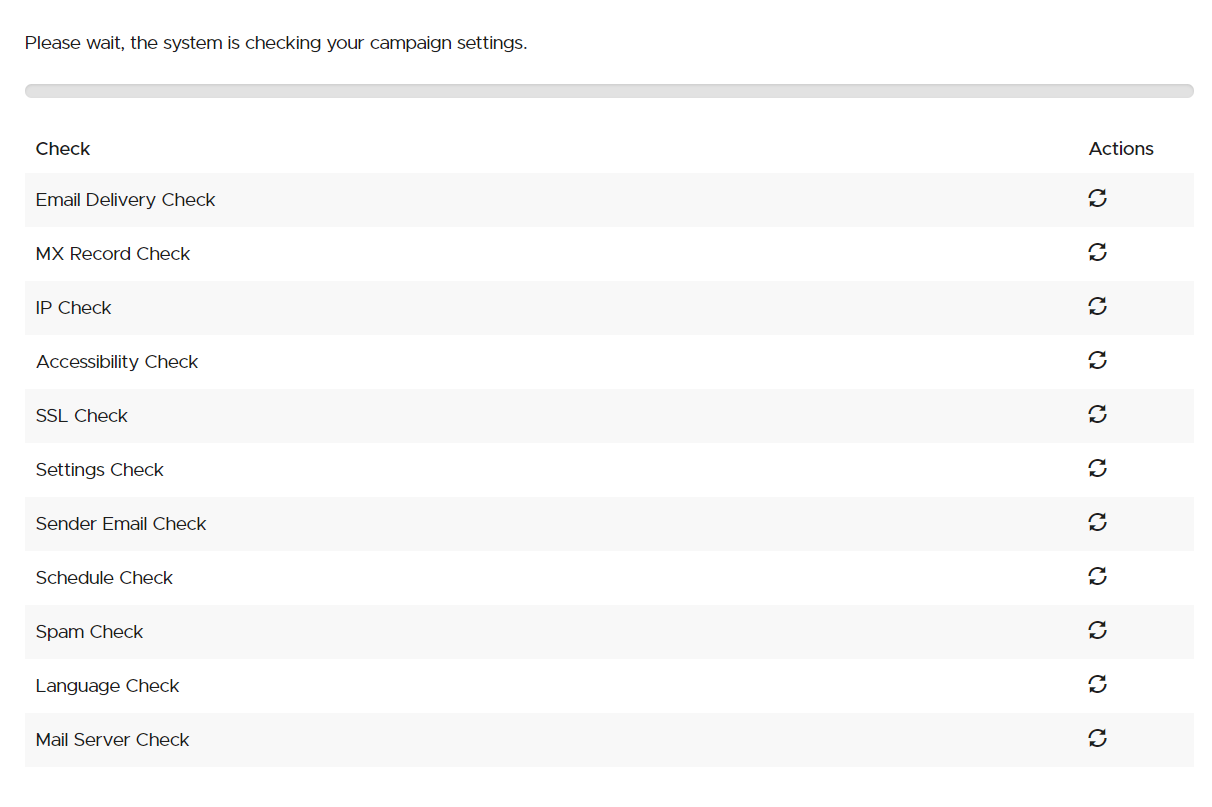 Please wait, the system is checking your campaign settings.
Check Actions
Email Delivery Check
MX Record Check
IP Check
Accessibility Check
SSL Check
Settings Check
Sender Email Check
Schedule Check
Spam Check
Language Check
Mail Server Check